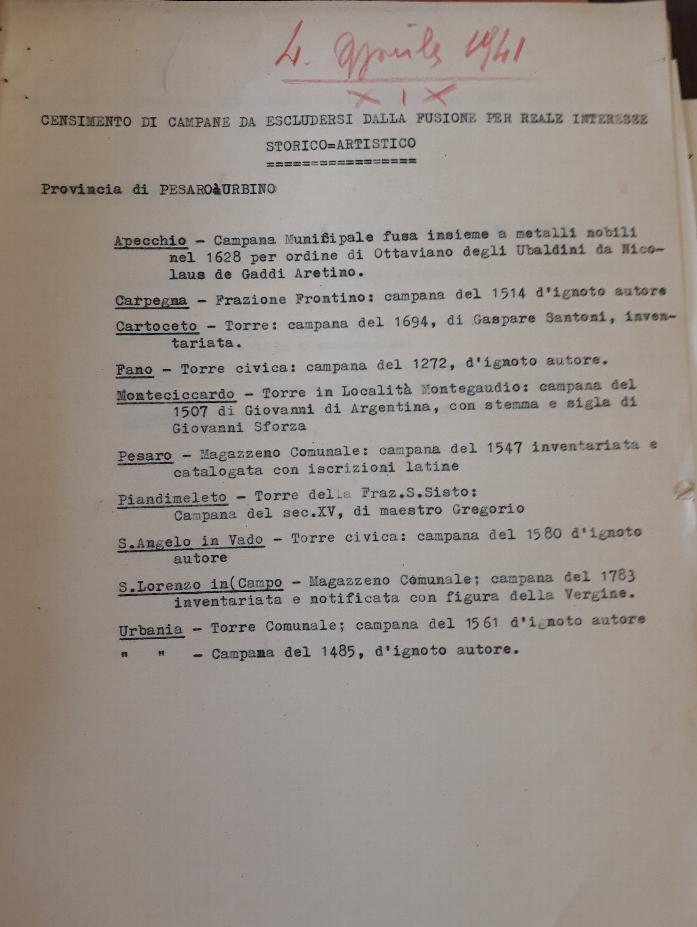 4. Aprile 1941
XIX
CENSIMENTO DI CAMPANE DA ESCLUDERSI DALLA FUSIONE PER REALE INTERESSE
STORICO=ARTISTICO
=================
Provincia di PESARO&URBINO
Apecchio - Campana Munifipale fusa insieme a metalli nobili
nel 1628 per ordine di Ottaviano degli Ubaldini da Nico-
laus de Gaddi Aretino.
Carpegna - Frazione Frontino: campana del 1514 d'ignoto autore
Cartoceto - Torre: campana del 1694, di Gaspare Santoni, inven-
tariata.
Fano - Torre civica: campana del 1272, d'ignoto autore.
Monteciccardo - Torre in Località Montegaudio: campana del
1507 di Giovanni di Argentina, con stemma e sigla di
Giovanni Sforza
Pesaro - Magazzeno Comunale: campana del 1547 inventariata e
catalogata con iscrizioni latine
Piandimeleto - Torre della Fraz.S.Sisto:
Campana del sec.XV, di maestro Gregorio
S.Angelo in Vado - Torre civica: campana del 1580 d'ignoto
autore
S.Lorenzo in(Campo - Magazzeno Comunale; campana del 1783
inventariata e notificata con figura della Vergine.
Urbania - Torre Comunale; campana del 1561 d'ignoto autore
" " - Campana del 1485, d'ignoto autore.